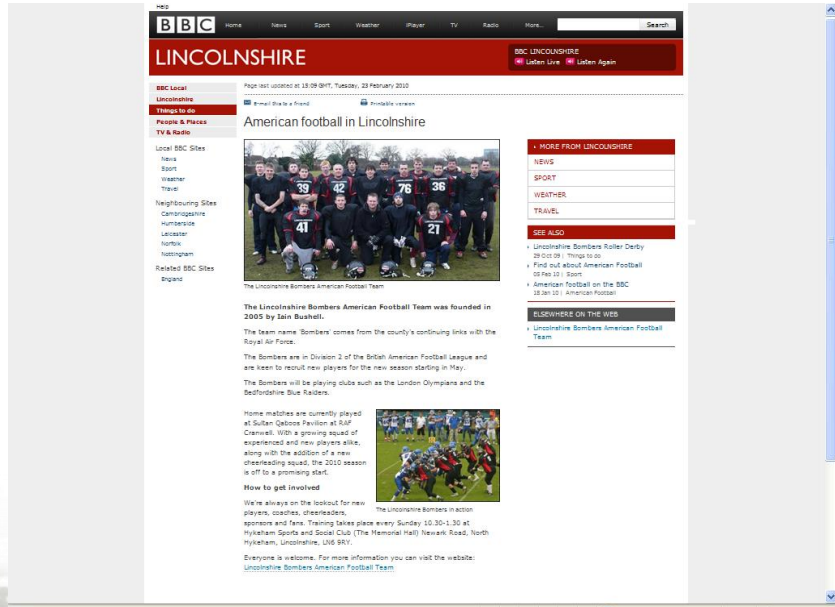 Help
BBC Home News Sport Weather iPlayer TV Radio More... Search
LINCOLNSHIRE
BBC LINCOLNSHIRE
Listen Live Listen Again
BBC Local
Lincolnshire
Things to do
People & Places
TV & Radio
Local BBC Sites
News
Sport
Weather
Travel
Neighbouring Sites
Cambridgeshire
Humberside
Leicester
Norfolk
Nottingham
Related BBC Sites
England
Page last updated at 15:09 GMT, Tuesday, 23 February 2010
E-mail this to a friend Printable version
American football in Lincolnshire
39 42 76 36
41 21
The Lincolnshire Bombers American Football Team
The Lincolnshire Bombers American Football Team was founded in
2005 by Iain Bushell.
The team name 'Bombers' comes from the county's continuing links with the
Royal Air Force.
The Bombers are in Division 2 of the British American Football League and
are keen to recruit new players for the new season starting in May.
The Bombers will be playing clubs such as the London Olympians and the
Bedfordshire Blue Raiders.
Home matches are currently played
at Sultan Qaboos Pavilion at RAF
Cranwell. With a growing squad of
experienced and new players alike,
along with the addition of a new
cheerleading squad, the 2010 season
is off to a promising start.
The Lincolnshire Bombers in action
How to get involved
We're always on the lookout for new
players, coaches, cheerleaders,
sponsors and fans. Training takes place every Sunday 10.30-1.30 at
Hykeham Sports and Social Club (The Memorial Hall) Newark Road, North
Hykeham, Lincolnshire, LN6 9RY.
Everyone is welcome. For more information you can visit the website:
Lincolnshire Bombers American Football Team
MORE FROM LINCOLNSHIRE
NEWS
SPORT
WEATHER
TRAVEL
SEE ALSO
Lincolnshire Bombers Roller Derby
29 Oct 09 | Things to do
Find out about American Football
05 Feb 10 | Sport
American football on the BBC
18 Jan 10 | American Football
ELSEWHERE ON THE WEB
Lincolnshire Bombers American Football
Team